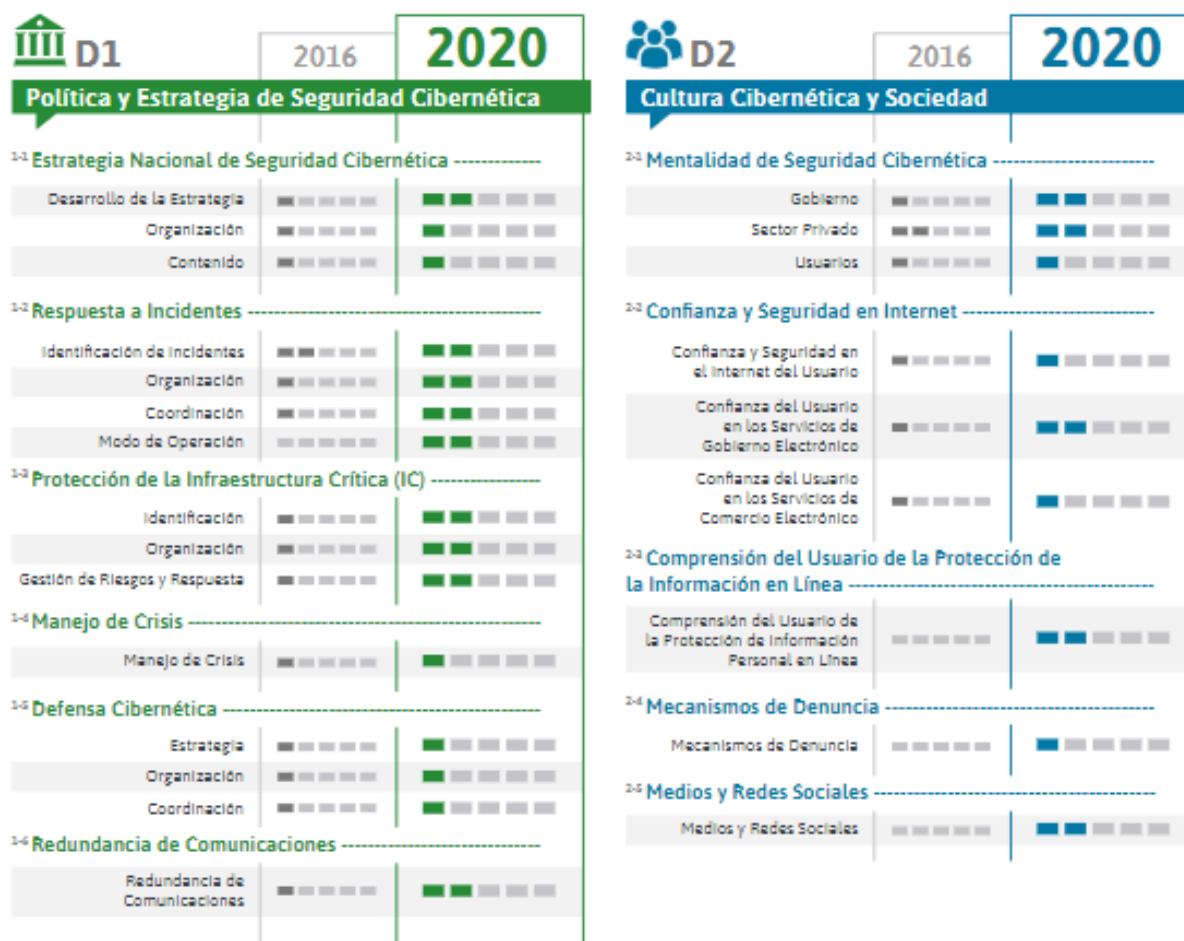 D1
2016
2020
Política y Estrategia de Seguridad Cibernética
1-1 Estrategia Nacional de Seguridad Cibernética
Desarrollo de la Estrategia
Organización
Contenido
1-2 Respuesta a Incidentes
Identificación de Incidentes
Organización
Coordinación
Modo de Operación
1-3 Protección de la Infraestructura Crítica (IC)
Identificación
Organización
Gestión de Riesgos y Respuesta
1-4 Manejo de Crisis
Manejo de Crisis
1-5 Defensa Cibernética
Estrategia
Organización
Coordinación
1-6 Redundancia de Comunicaciones
Redundancia de
Comunicaciones
D2
2016
2020
Cultura Cibernética y Sociedad
2-1 Mentalidad de Seguridad Cibernética
Gobierno
Sector Privado
Usuarios
2-2 Confianza y Seguridad en Internet
Confianza y Seguridad en
el Internet del Usuario
Confianza del Usuario
en los Servicios de
Gobierno Electrónico
Confianza del Usuario
en los Servicios de
Comercio Electrónico
2-3 Comprensión del Usuario de la Protección de
la Información en Línea
Comprensión del Usuario de
la Protección de Información
Personal en Línea
2-4 Mecanismos de Denuncia
Mecanismos de Denuncia
2-5 Medios y Redes Sociales
Medios y Redes Sociales